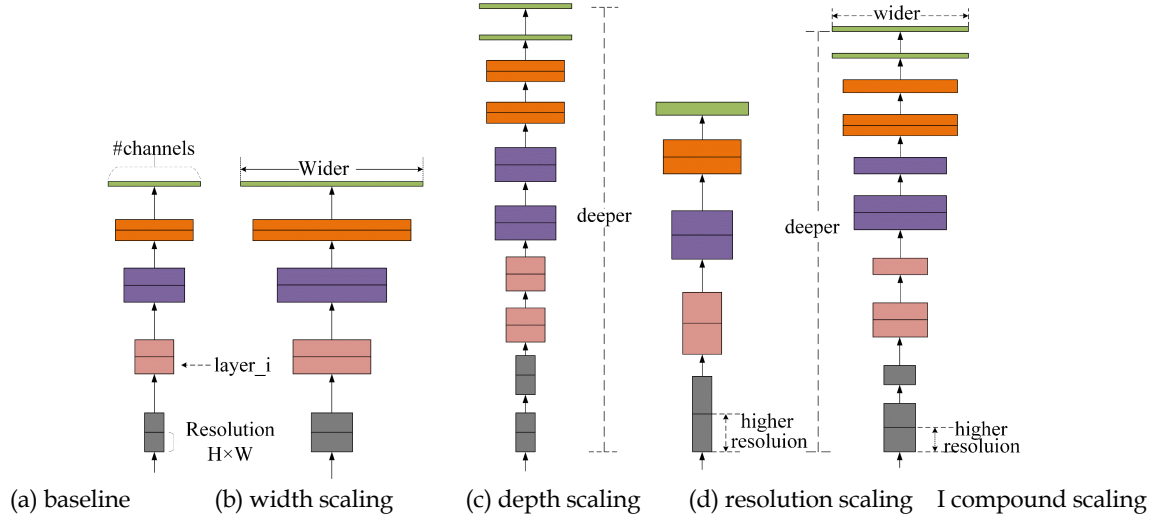 #channels
layer_i
Resolution
H×W
Wider
deeper
higher
resoluion
wider
deeper
higher
resoluion
(a) baseline
(b) width scaling
(c) depth scaling
(d) resolution scaling
I compound scaling